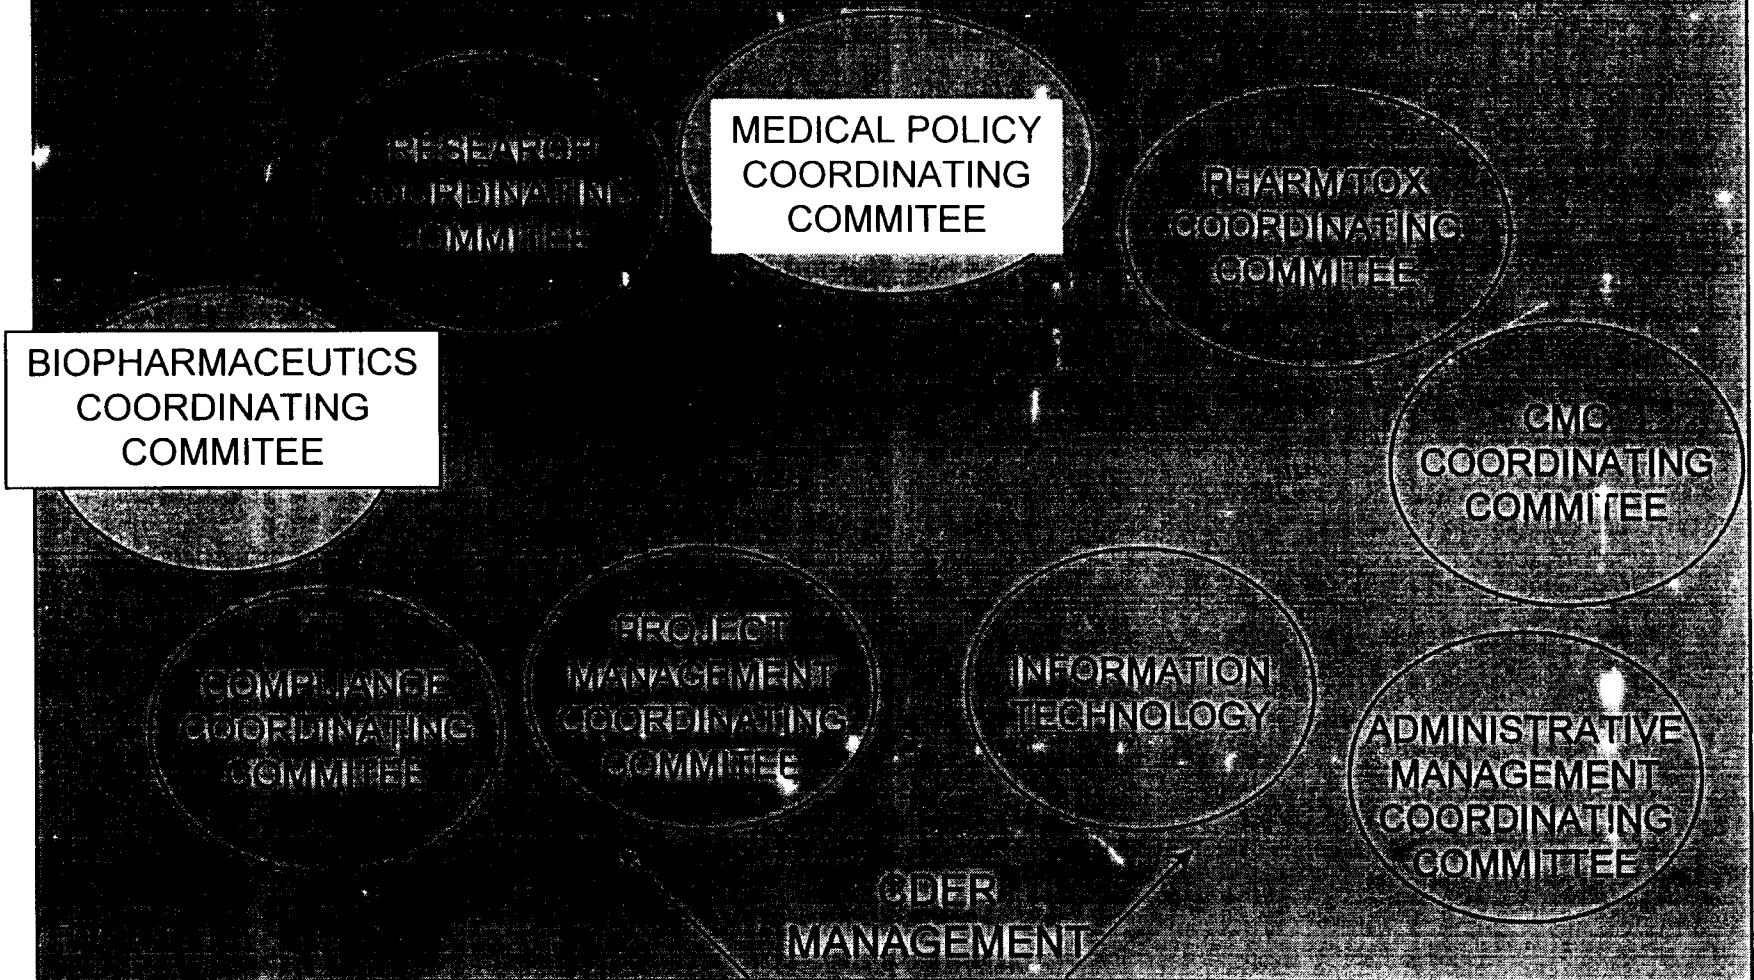 RESEARCH
COORDINATING
COMMITEE
MEDICAL POLICY
COORDINATING
COMMITEE
PHARM/TOX
COORDINATING
COMMITEE
BIOPHARMACEUTICS
COORDINATING
COMMITEE
CMC
COORDINATING
COMMITEE
COMPLIANCE
COORDINATING
COMMITEE
PROJECT
MANAGEMENT
COORDINATING
COMMITEE
INFORMATION
TECHNOLOGY
ADMINISTRATIVE
MANAGEMENT
COORDINATING
COMMITTEE
CDER
MANAGEMENT